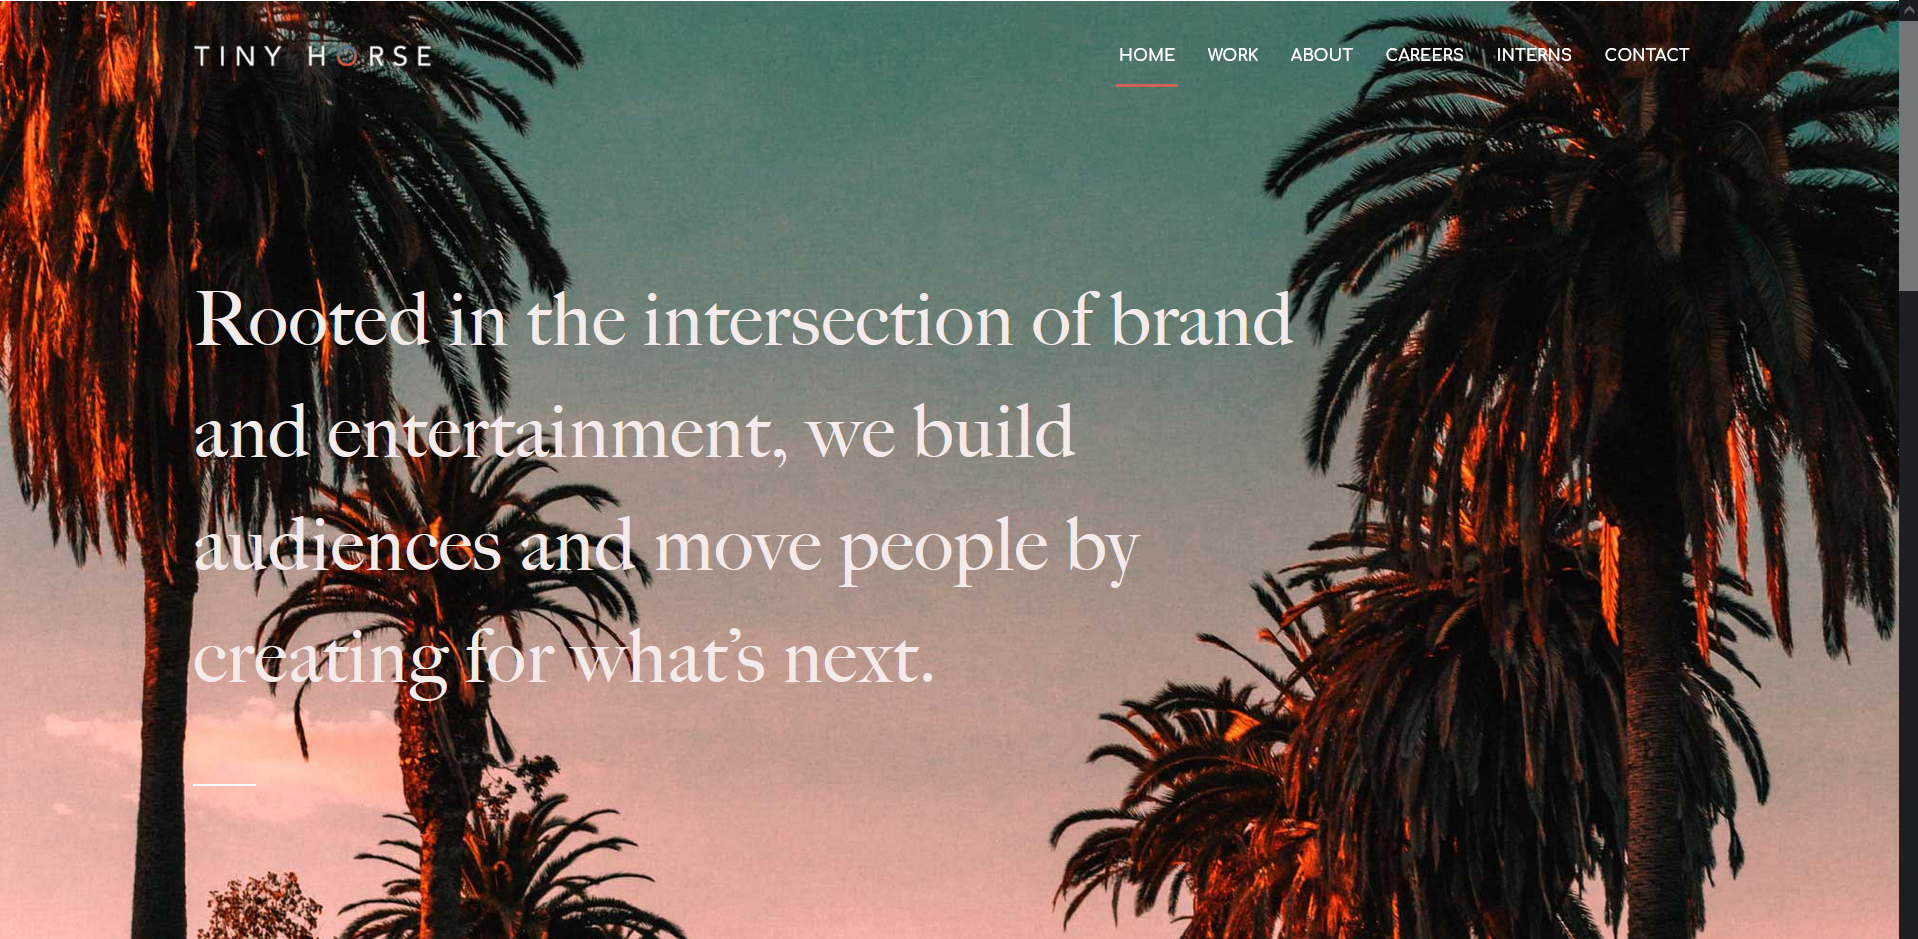 TINY HORSE
HOME WORK ABOUT CAREERS INTERNS CONTACT
Rooted in the intersection of brand
and entertainment, we build
audiences and move people by
creating for what’s next.